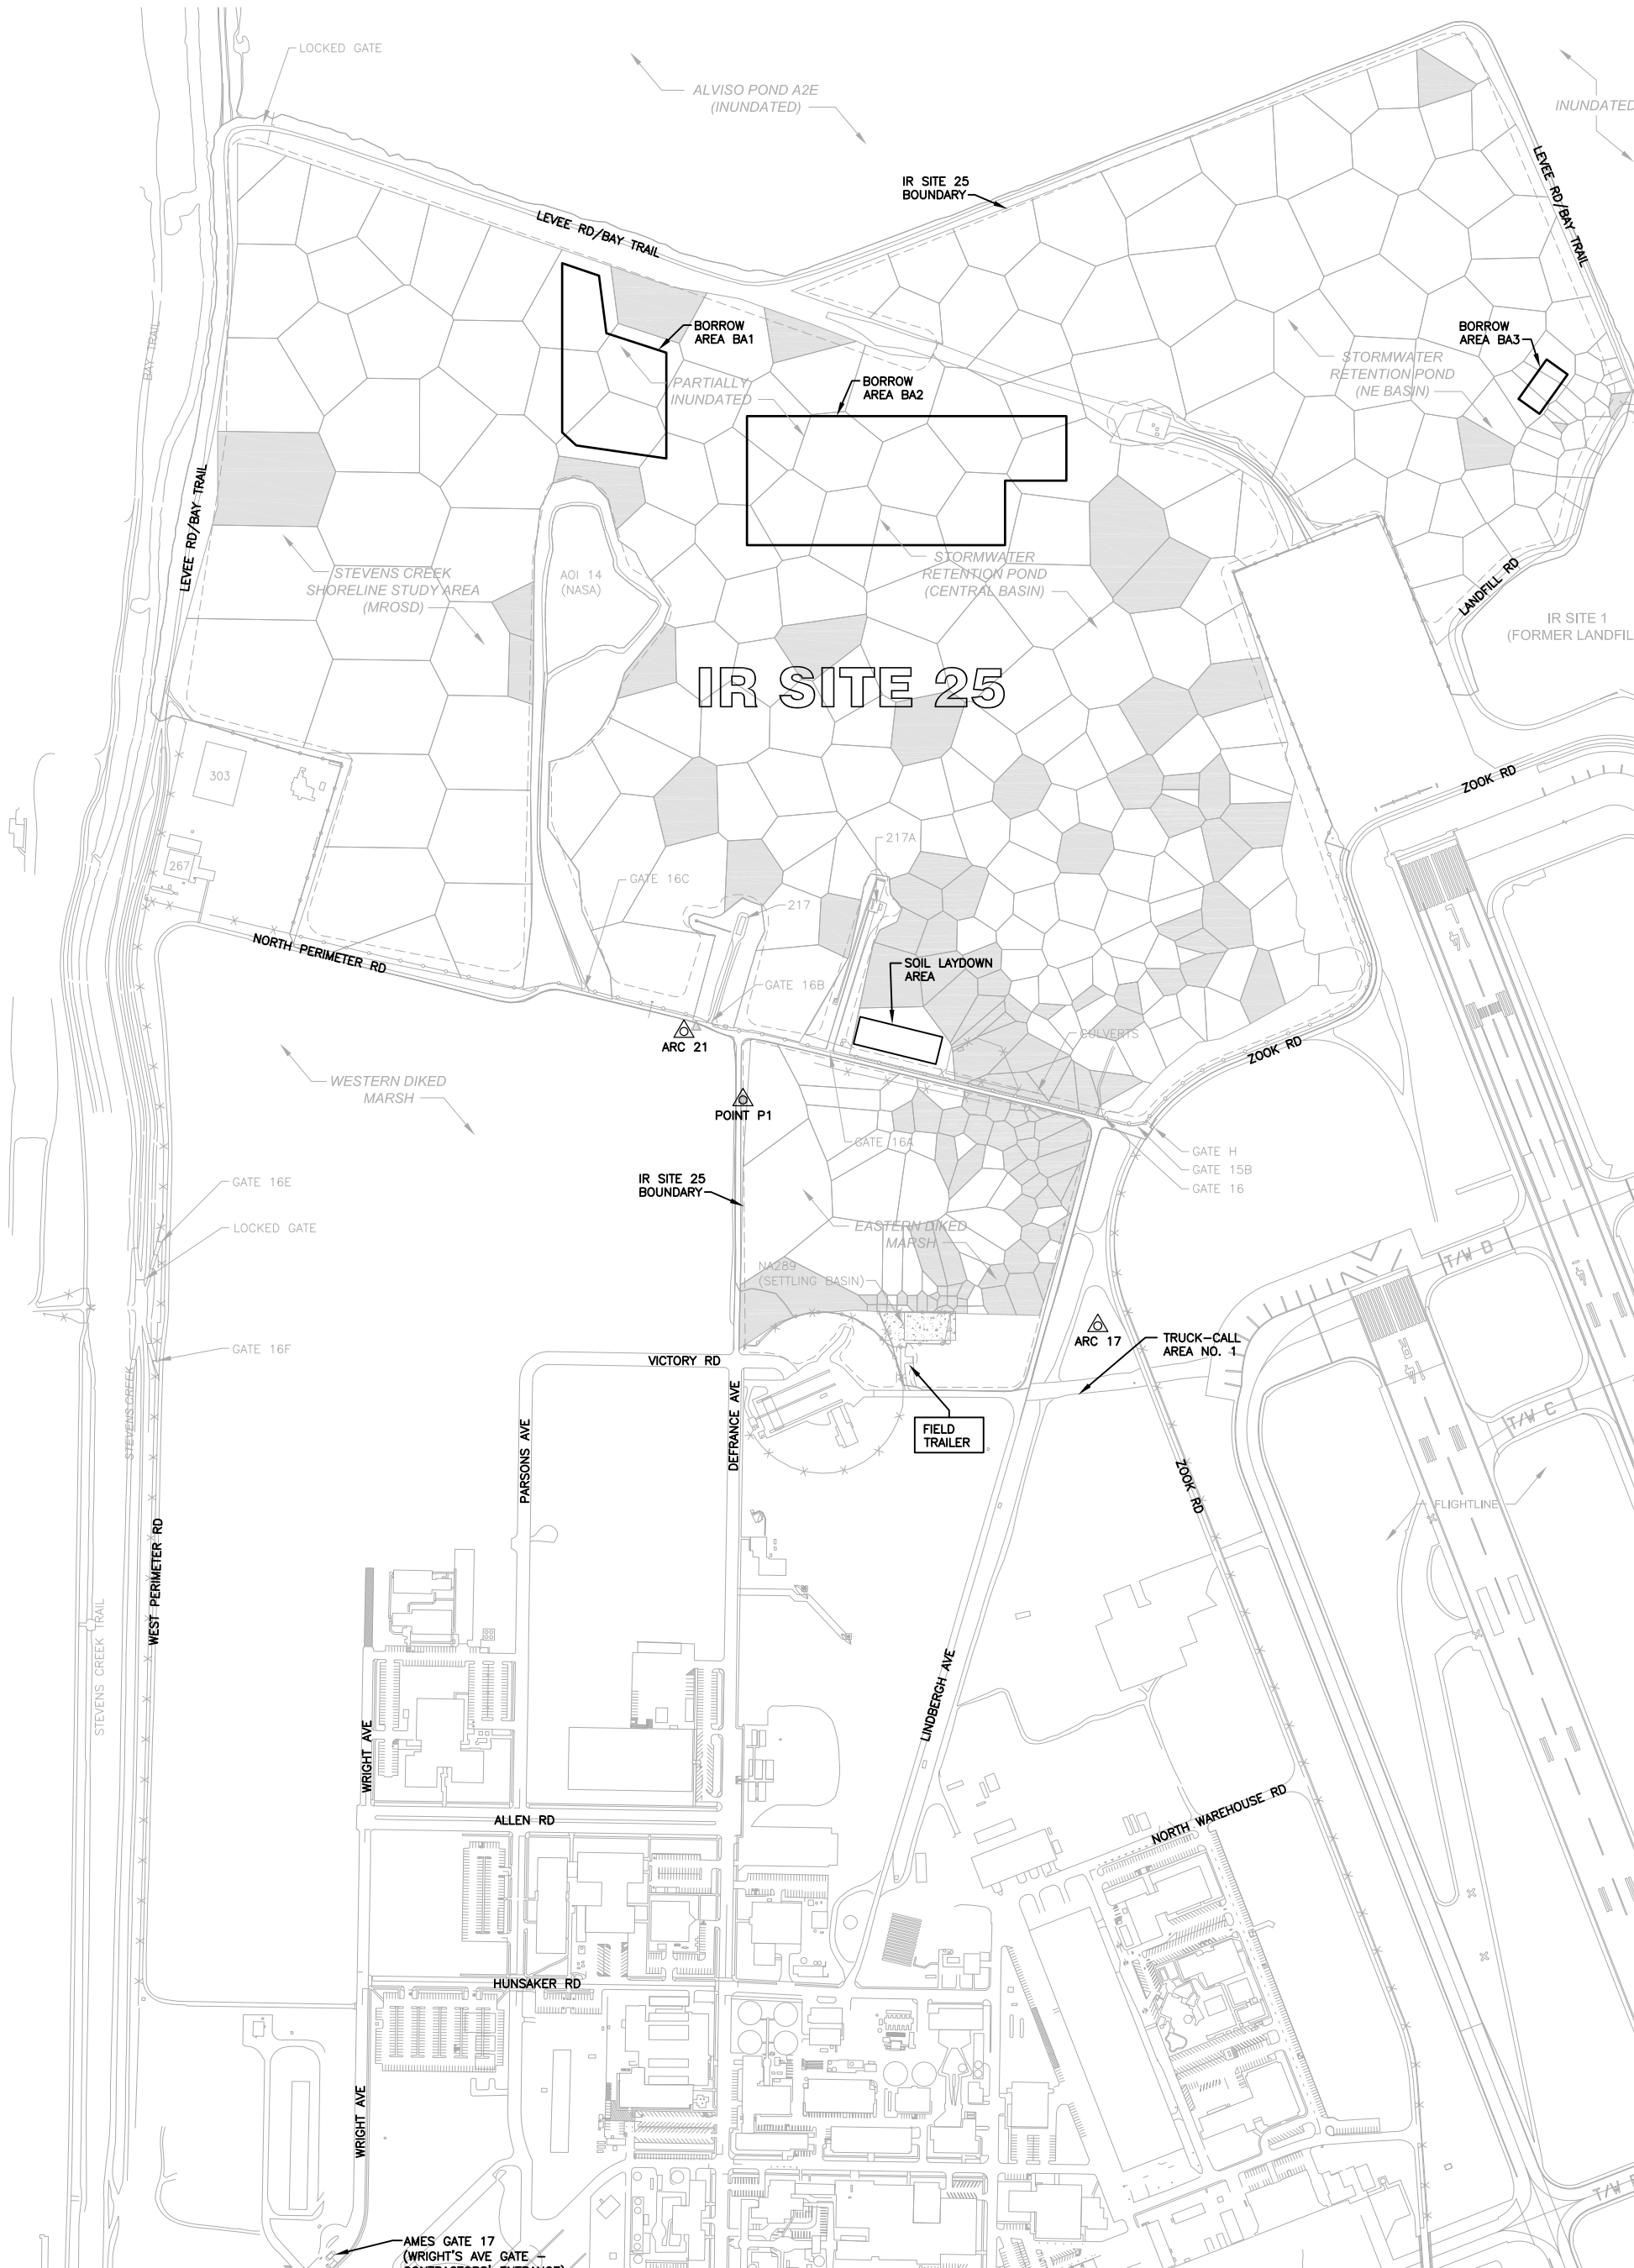 LOCKED GATE
ALVISO POND A2E
(INUNDATED)
INUNDATED
IR SITE 25
BOUNDARY
LEVEE RD/BAY TRAIL
LEVEE RD/BAY TRAIL
BAY TRAIL
BORROW
AREA BA1
PARTIALLY
INUNDATED
BORROW
AREA BA2
BORROW
AREA BA3
STORMWATER
RETENTION POND
(NE BASIN)
LEVEE RD/BAY TRAIL
STEVENS CREEK
SHORELINE STUDY AREA
(MROSD)
AOI 14
(NASA)
STORMWATER
RETENTION POND
(CENTRAL BASIN)
LANDFILL RD
IR SITE 1
(FORMER LANDFIL
IR SITE 25
303
267
ZOOK RD
217A
GATE 16C
217
NORTH PERIMETER RD
SOIL LAYDOWN
AREA
GATE 16B
ARC 21
CULVERTS
ZOOK RD
WESTERN DIKED
MARSH
POINT P1
GATE 16A
GATE H
GATE 15B
GATE 16
IR SITE 25
BOUNDARY
GATE 16E
LOCKED GATE
EASTERN DIKED
MARSH
NA289
(SETTLING BASIN)
T/W D
GATE 16F
VICTORY RD
ARC 17
TRUCK-CALL
AREA NO. 1
STEVENS CREEK
PARSONS AVE
DEFRANCE AVE
FIELD
TRAILER
T/W C
ZOOK RD
FLIGHTLINE
WEST PERIMETER RD
STEVENS CREEK TRAIL
LINDBERGH AVE
WRIGHT AVE
ALLEN RD
NORTH WAREHOUSE RD
HUNSAKER RD
WRIGHT AVE
T/W
AMES GATE 17
(WRIGHT'S AVE GATE –
CONTRACTORS' ENTRANCE)